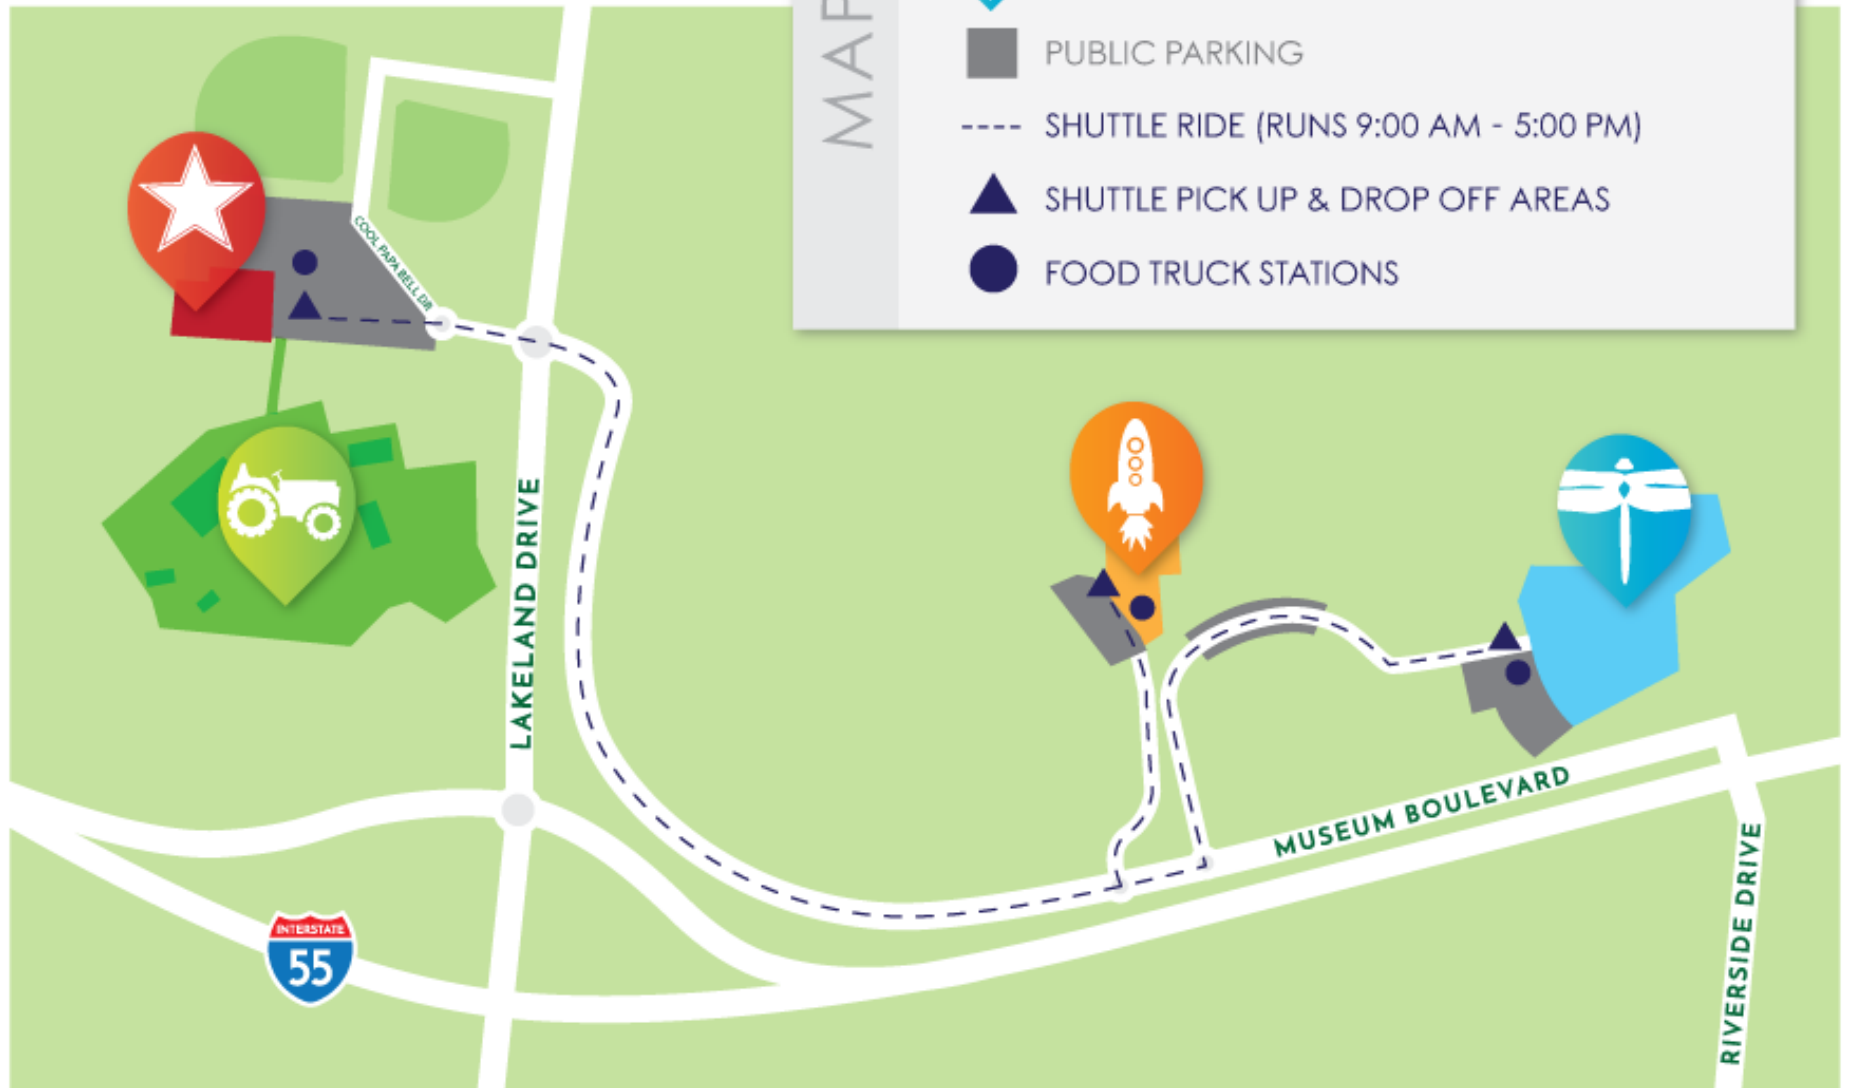 PUBLIC PARKING
SHUTTLE RIDE (RUNS 9:00 AM - 5:00 PM)
SHUTTLE PICK UP & DROP OFF AREAS
FOOD TRUCK STATIONS
COOL PAPA BELL DR
LAKELAND DRIVE
MUSEUM BOULEVARD
RIVERSIDE DRIVE
INTERSTATE
55